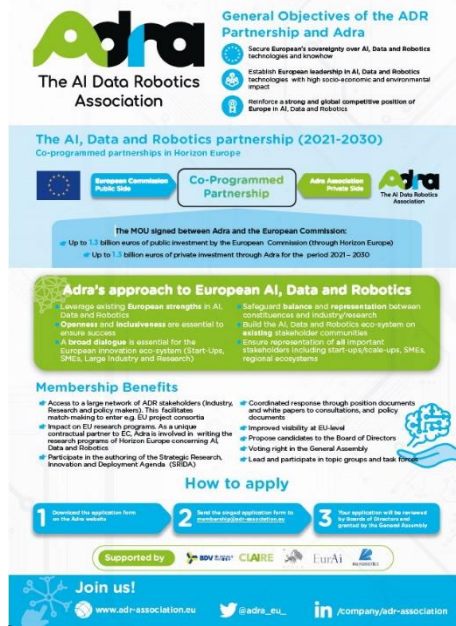 Adra
The AI Data Robotics
Association
General Objectives of the ADR
Partnership and Adra
Secure European's sovereignty over AI, Data and Robotics
technologies and knowhow
Establish European leadership in AI, Data and Robotics
technologies with high socio-economic and environmental
impact
Reinforce a strong and global competitive position of
Europe in AI, Data and Robotics
The AI, Data and Robotics partnership (2021-2030)
Co-programmed partnerships in Horizon Europe
European Commission
Public Side
Co-Programmed
Partnership
Adra Association
Private Side
Adra
The AI Data Robotics
Association
The MOU signed between Adra and the European Commission:
Up to 1.3 billion euros of public investment by the European Commission (through Horizon Europe)
Up to 1.3 billion euros of private investment through Adra for the period 2021 – 2030
Adra's approach to European AI, Data and Robotics
Leverage existing European strengths in AI,
Data and Robotics
Openness and inclusiveness are essential to
ensure success
A broad dialogue is essential for the
European innovation eco-system (Start-Ups,
SMEs, Large Industry and Research)
Safeguard balance and representation between
constituences and industry/research
Build the AI, Data and Robotics eco-system on
existing stakeholder communities
Ensure representation of all important
stakeholders including start-ups/scale-ups, SMEs,
regional ecosystems
Membership Benefits
Access to a large network of ADR stakeholders (Industry,
Research and policy makers). This facilitates
match-making to enter e.g. EU project consortia
Impact on EU research programs. As a unique
contractual partner to EC, Adra is involved in writing the
research programs of Horizon Europe concerning AI,
Data and Robotics
Participate in the authoring of the Strategic Research,
Innovation and Deployment Agenda (SRIDA)
Coordinated response through position documents
and white papers to consultations, and policy
documents
Improved visibility at EU-level
Propose candidates to the Board of Directors
Voting right in the General Assembly
Lead and participate in topic groups and task forces
How to apply
1
Download the application form
on the Adra website
2
Send the singed application form to
membership@adr-association.eu
3
Your application will be reviewed
by Boards of Directors and
granted by the General Assembly
Supported by
BDV
CLAIRE
EurAi
Join us!
www.adr-association.eu
@adra_eu_
in /company/adr-association